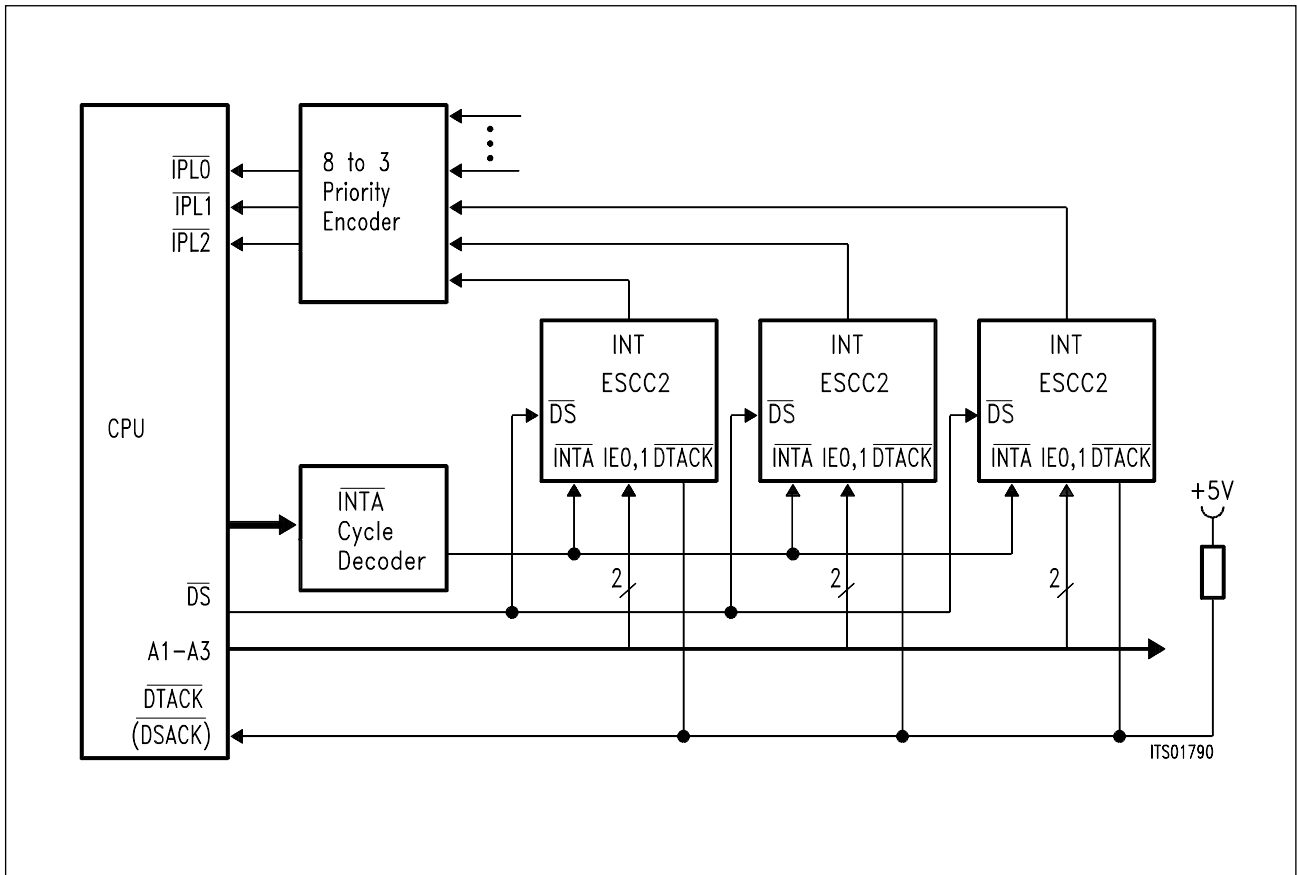 IPL0
IPL1
IPL2
8 to 3
Priority
Encoder
CPU
INT
ESCC2
DS
INTA IE0,1 DTACK
INT
ESCC2
DS
INTA IE0,1 DTACK
INT
ESCC2
DS
INTA IE0,1 DTACK
+5V
INTA
Cycle
Decoder
2
2
2
DS
A1-A3
DTACK
(DSACK)
ITS01790